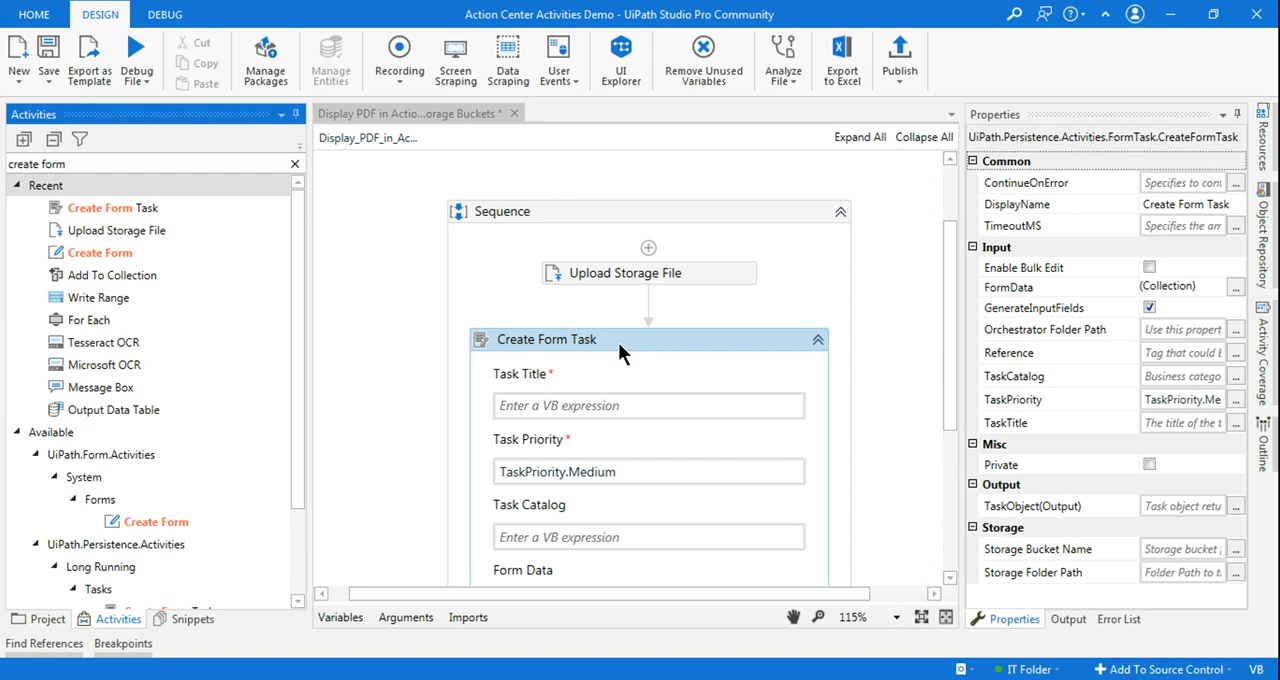 HOME DESIGN DEBUG Action Center Activities Demo - UiPath Studio Pro Community
New Save Export as Template Debug File Cut Copy Paste Manage Packages Manage Entities Recording Screen Scraping Data Scraping User Events UI Explorer Remove Unused Variables Analyze File Export to Excel Publish
Activities
create form
Recent
Create Form Task
Upload Storage File
Create Form
Add To Collection
Write Range
For Each
Tesseract OCR
Microsoft OCR
Message Box
Output Data Table
Available
UiPath.Form.Activities
System
Forms
Create Form
UiPath.Persistence.Activities
Long Running
Tasks
Project Activities Snippets
Find References Breakpoints
Display PDF in Actio...orage Buckets *
Display_PDF_in_Ac... Expand All Collapse All
Sequence
Upload Storage File
Create Form Task
Task Title*
Enter a VB expression
Task Priority *
TaskPriority.Medium
Task Catalog
Enter a VB expression
Form Data
Variables Arguments Imports 115%
Properties
UiPath.Persistence.Activities.FormTask.CreateFormTask
Common
ContinueOnError Specifies to cont ...
DisplayName Create Form Task
TimeoutMS Specifies the am ...
Input
Enable Bulk Edit
FormData (Collection) ...
GenerateInputFields
Orchestrator Folder Path Use this propert ...
Reference Tag that could b ...
TaskCatalog Business catego ...
TaskPriority TaskPriority.Me ...
TaskTitle The title of the t ...
Misc
Private
Output
TaskObject(Output) Task object retu ...
Storage
Storage Bucket Name Storage bucket ...
Storage Folder Path Folder Path to t ...
Properties Output Error List
Resources
Object Repository
Activity Coverage
Outline
IT Folder Add To Source Control VB